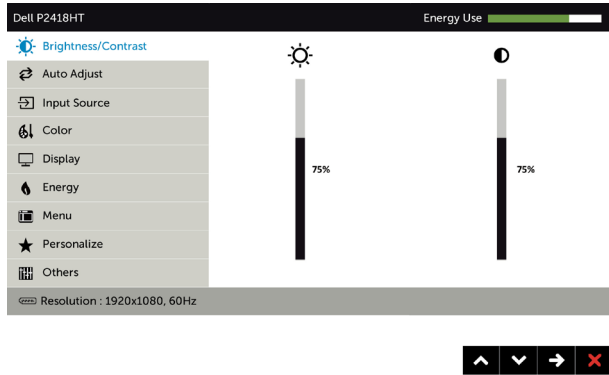 Dell P2418HT
Energy Use
Brightness/Contrast
Auto Adjust
Input Source
Color
Display
Energy
Menu
Personalize
Others
75%
75%
Resolution : 1920x1080, 60Hz